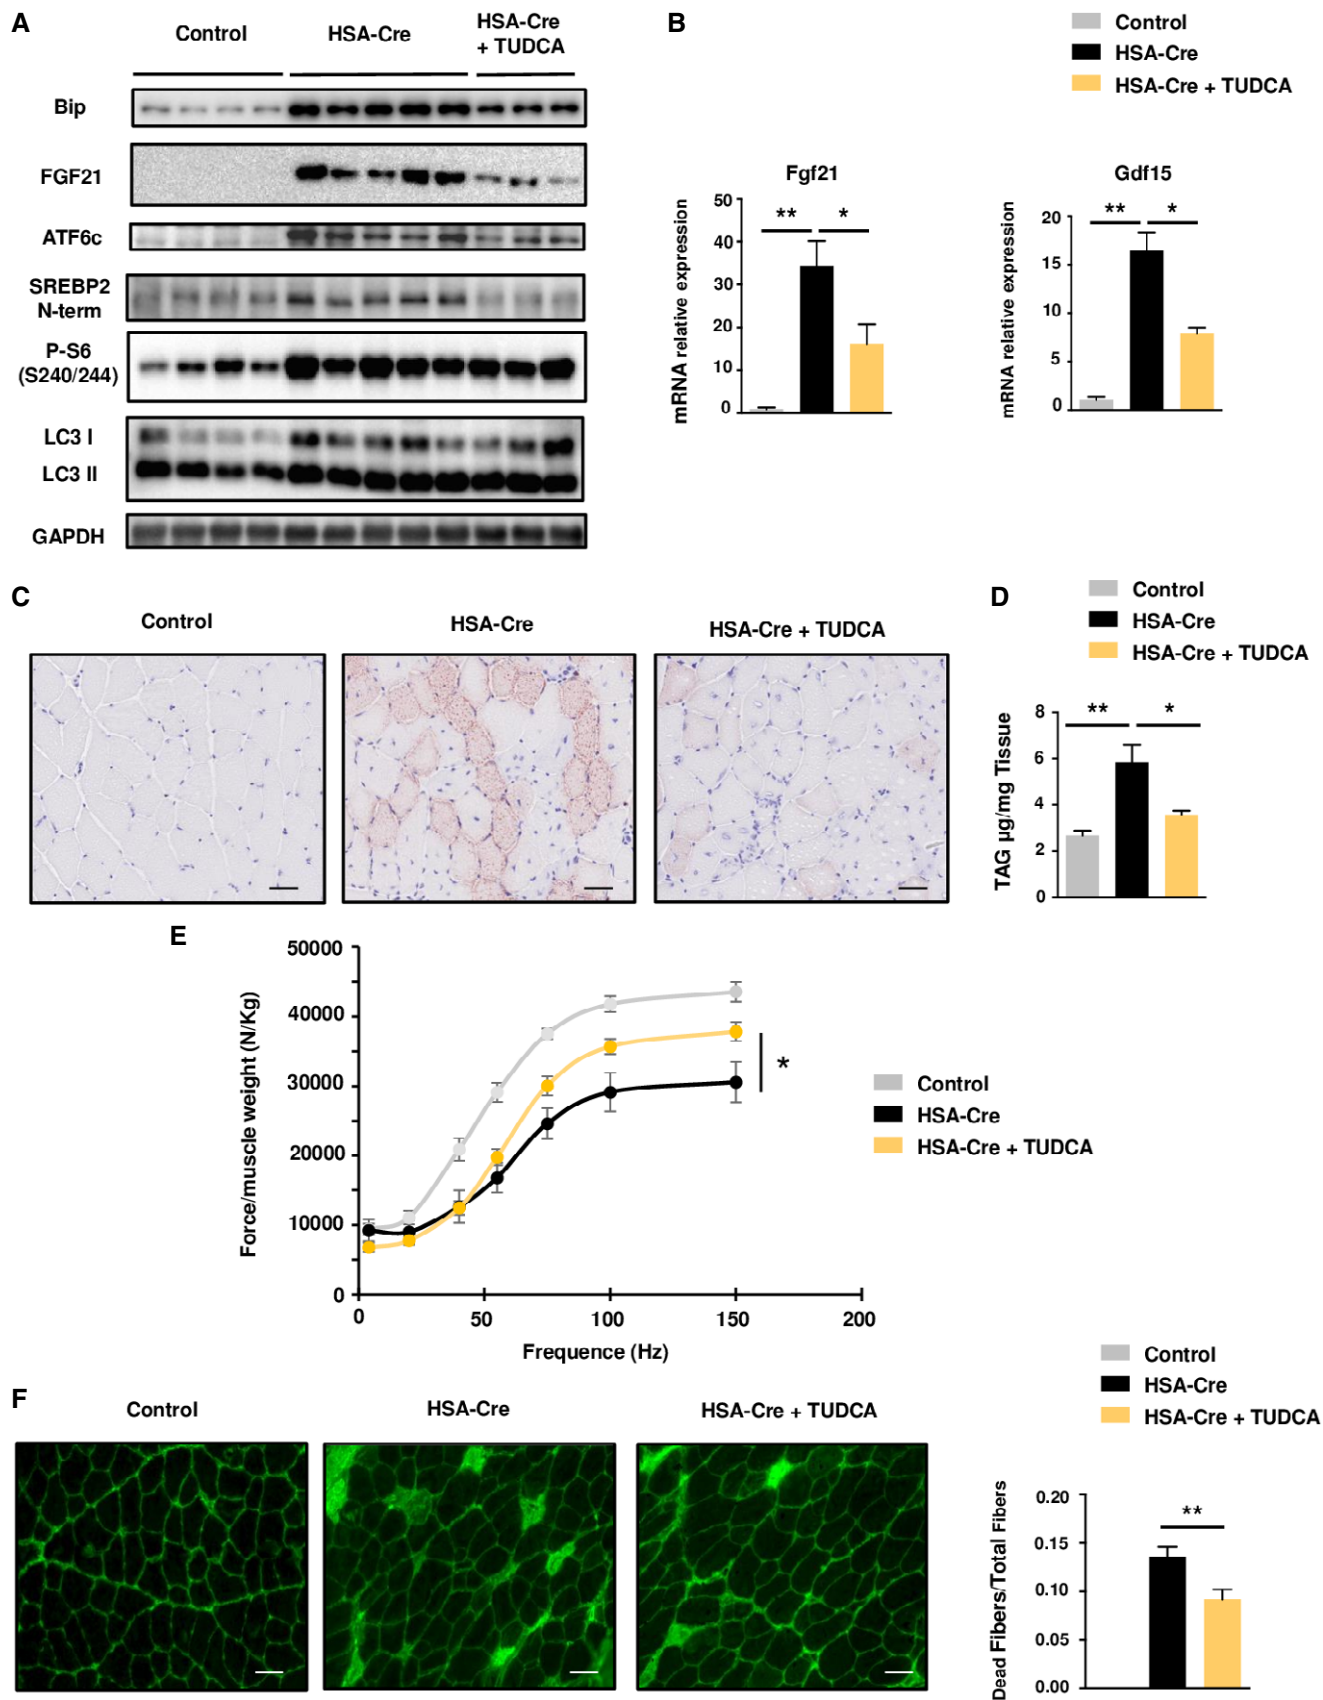 A
Control
HSA-Cre
HSA-Cre
+ TUDCA
Bip
FGF21
ATF6c
SREBP2
N-term
P-S6
(S240/244)
LC3 I
LC3 II
GAPDH
B
Control
HSA-Cre
HSA-Cre + TUDCA
Fgf21
mRNA relative expression
50
40
30
20
10
0
**
*
Gdf15
mRNA relative expression
20
15
10
5
0
**
*
C
Control
HSA-Cre
HSA-Cre + TUDCA
D
Control
HSA-Cre
HSA-Cre + TUDCA
TAG µg/mg Tissue
8
6
4
2
0
**
*
E
Force/muscle weight (N/Kg)
50000
40000
30000
20000
10000
0
0
50
100
150
200
Frequence (Hz)
*
Control
HSA-Cre
HSA-Cre + TUDCA
F
Control
HSA-Cre
HSA-Cre + TUDCA
Control
HSA-Cre
HSA-Cre + TUDCA
Dead Fibers/Total Fibers
0.20
0.15
0.10
0.05
0.00
**